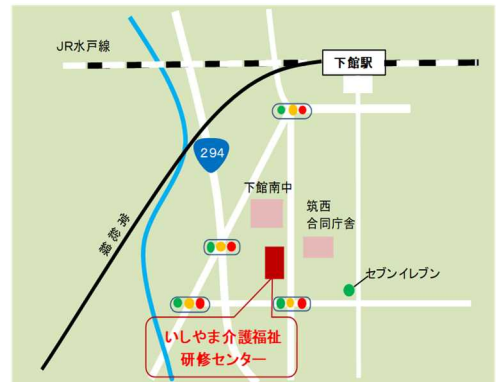 JR水戸線
下館駅
294
下館南中
筑西
合同庁舎
常総線
セブンイレブン
いしやま介護福祉
研修センター